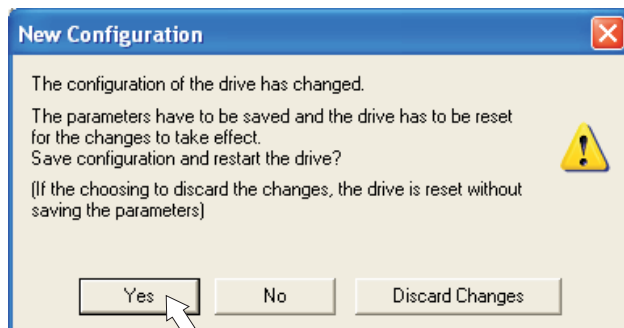 New Configuration
The configuration of the drive has changed.
The parameters have to be saved and the drive has to be reset
for the changes to take effect.
Save configuration and restart the drive?
(If the choosing to discard the changes, the drive is reset without
saving the parameters)
Yes
No
Discard Changes